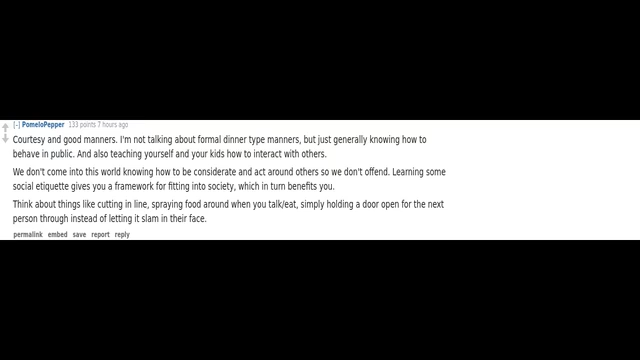 [-] PomeloPepper 133 points 7 hours ago
Courtesy and good manners. I'm not talking about formal dinner type manners, but just generally knowing how to
behave in public. And also teaching yourself and your kids how to interact with others.
We don't come into this world knowing how to be considerate and act around others so we don't offend. Learning some
social etiquette gives you a framework for fitting into society, which in turn benefits you.
Think about things like cutting in line, spraying food around when you talk/eat, simply holding a door open for the next
person through instead of letting it slam in their face.
permalink embed save report reply